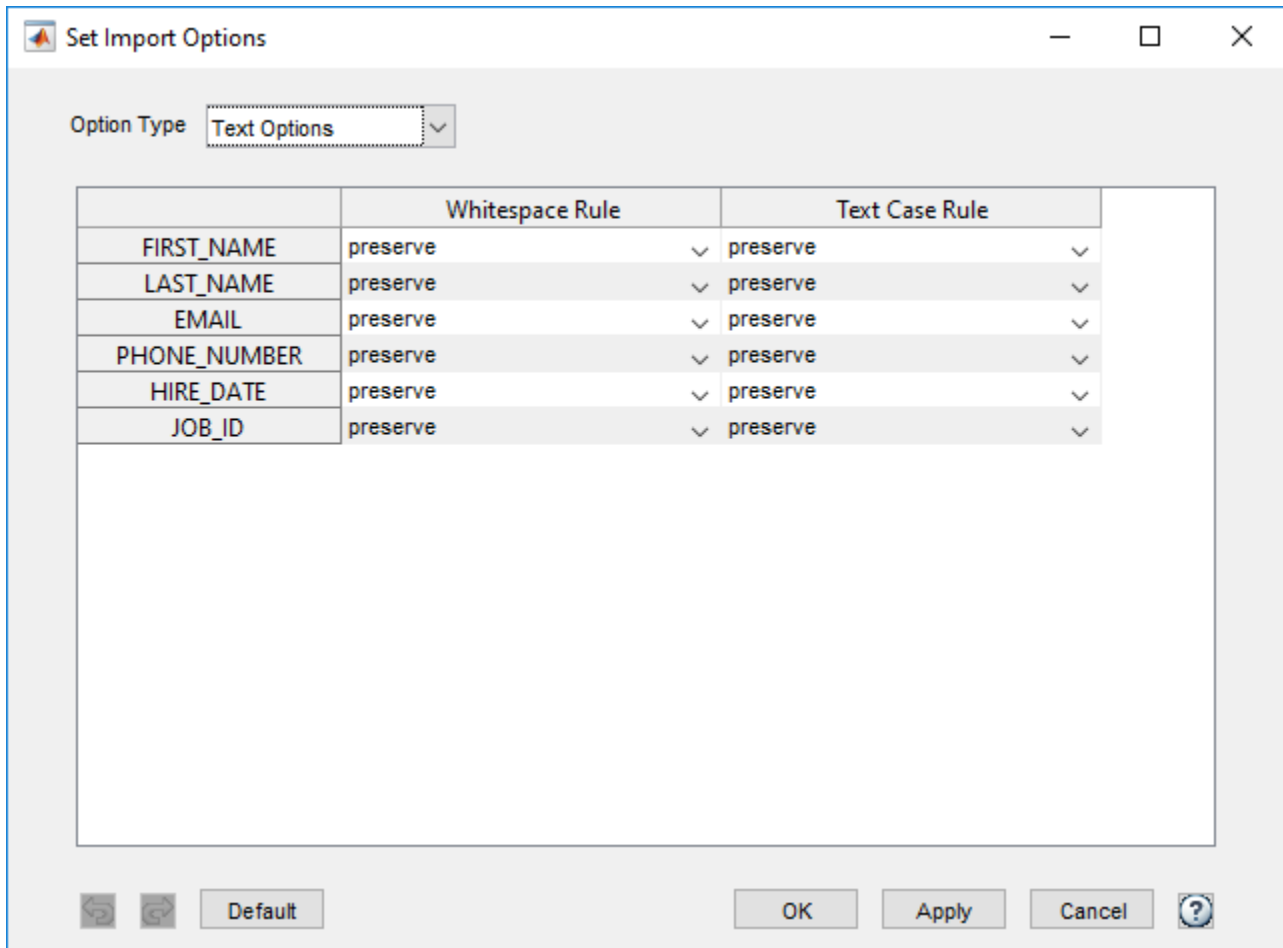 Set Import Options
Option Type Text Options
Whitespace Rule Text Case Rule
FIRST_NAME preserve preserve
LAST_NAME preserve preserve
EMAIL preserve preserve
PHONE_NUMBER preserve preserve
HIRE_DATE preserve preserve
JOB_ID preserve preserve
Default OK Apply Cancel ?